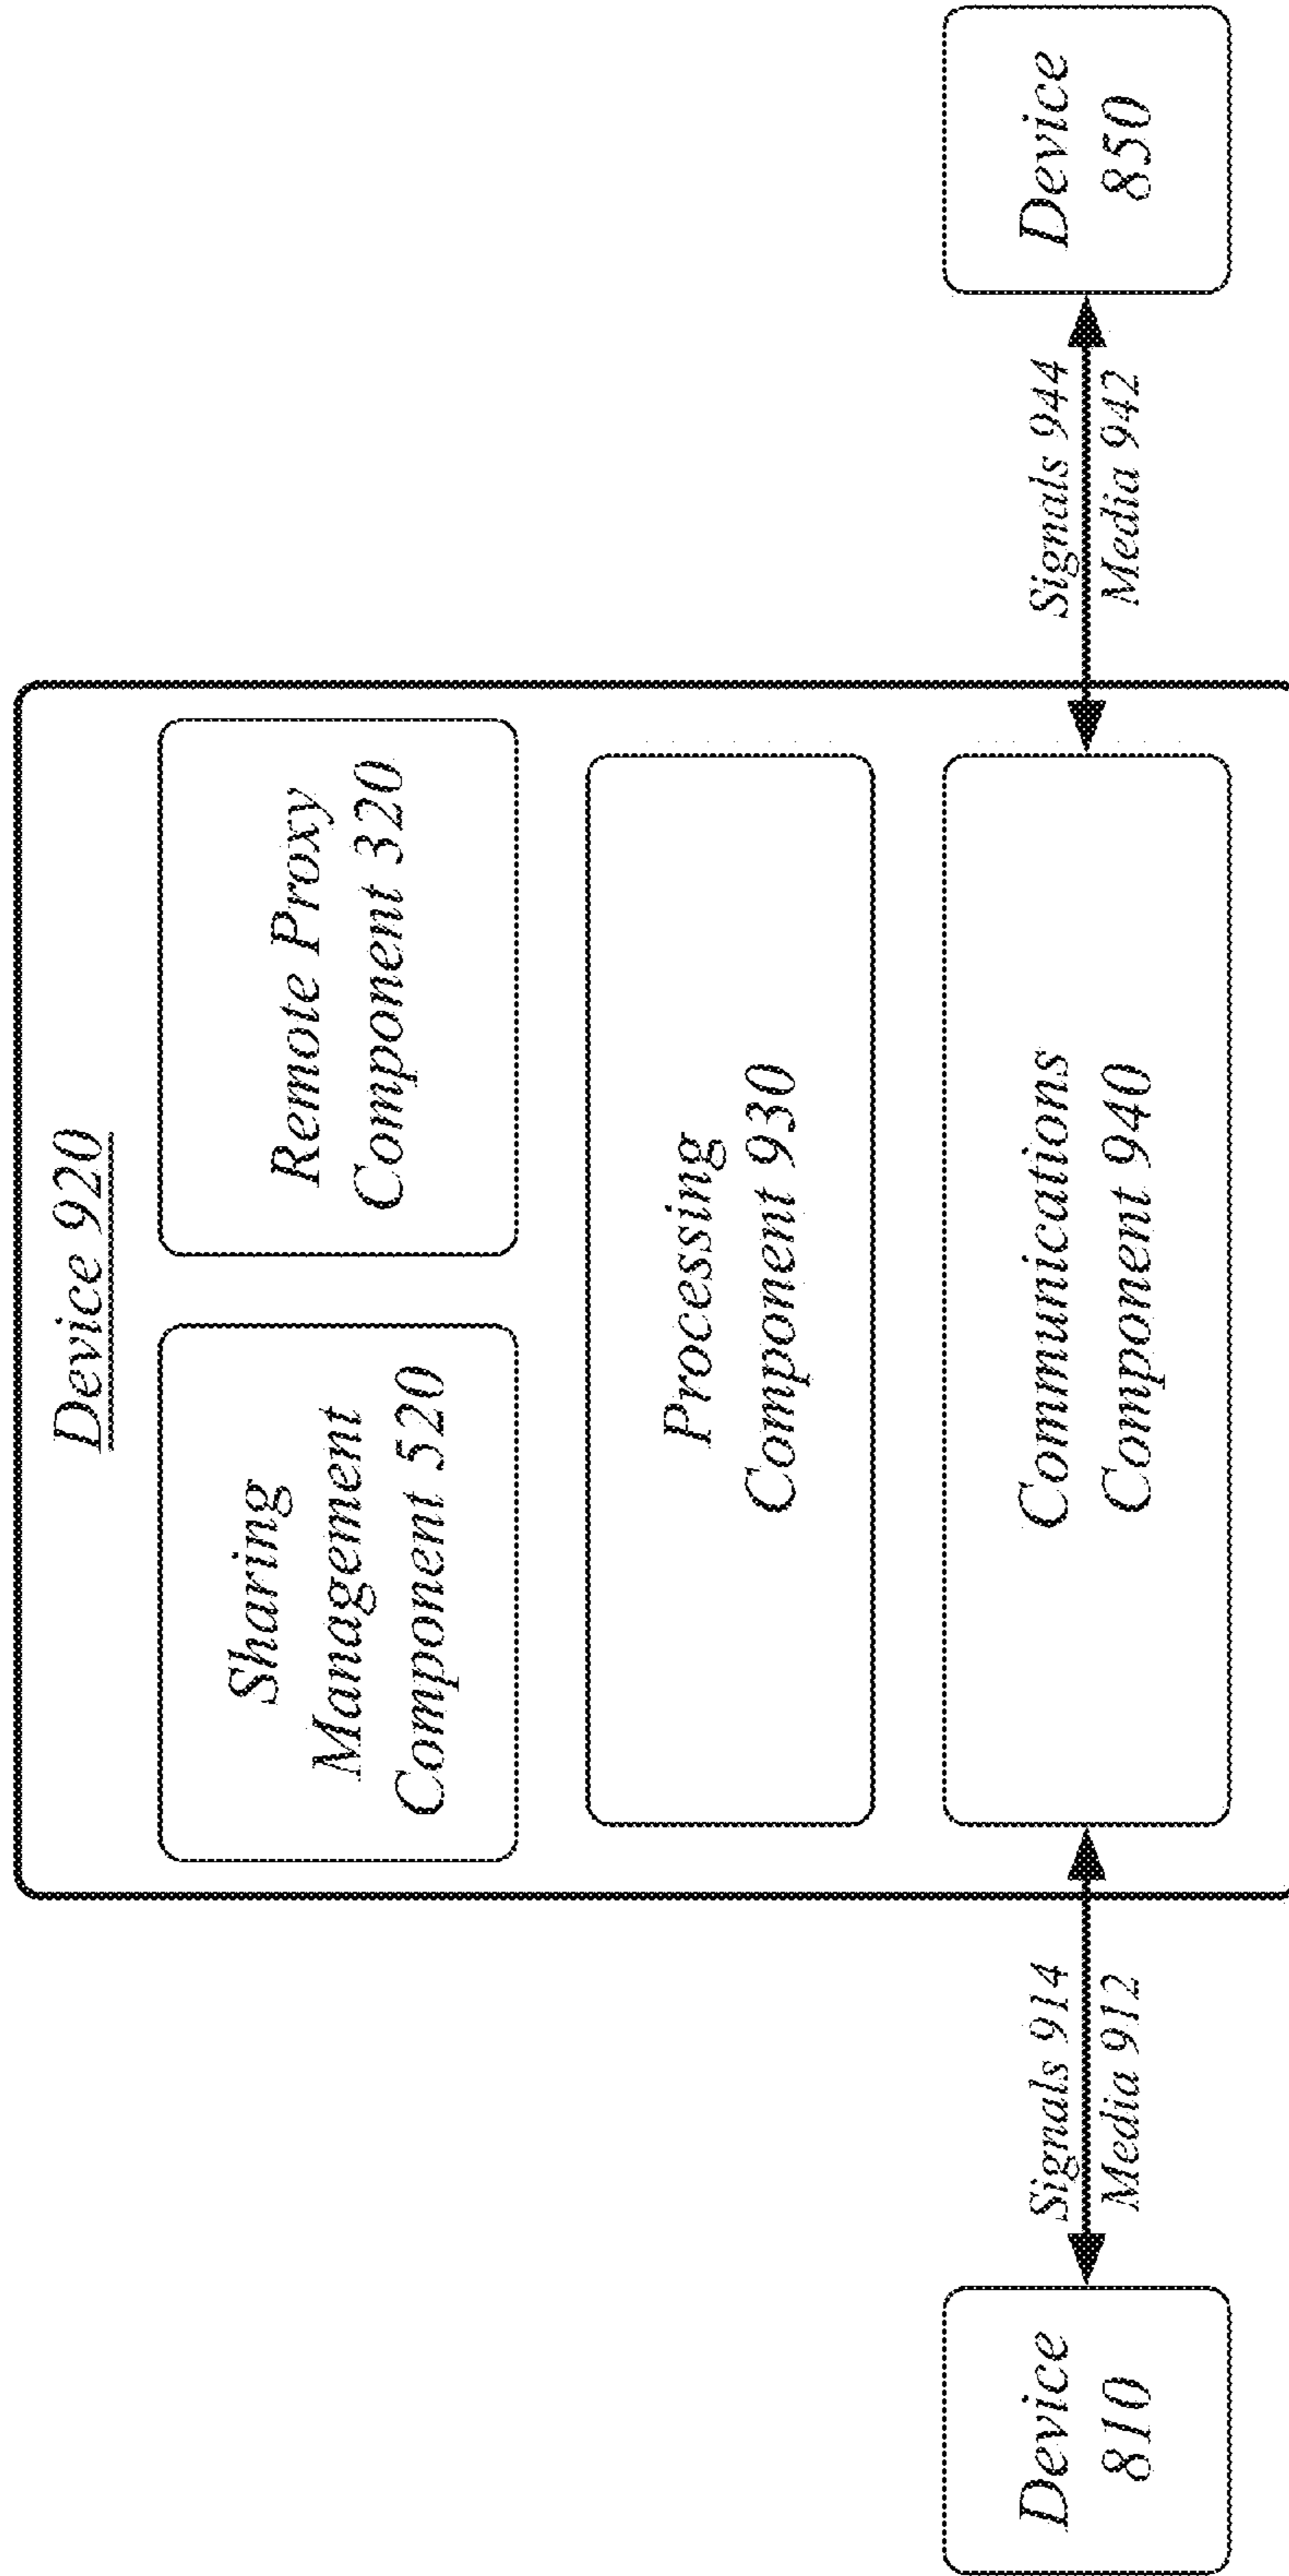 Device 920
Sharing
Management
Component 520
Remote Proxy
Component 320
Processing
Component 930
Device
810
Signals 914
Media 912
Communications
Component 940
Signals 944
Media 942
Device
850